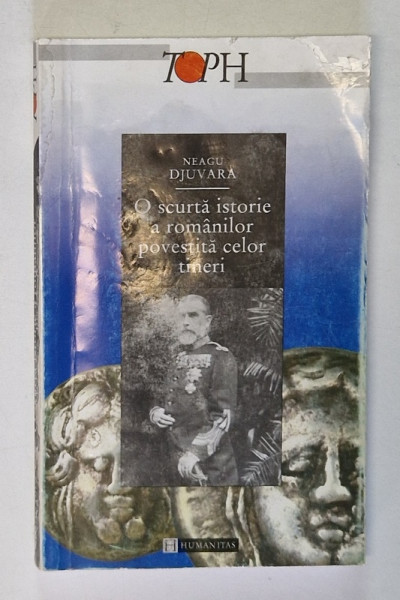 TOPH
NEAGU
DJUVARA
O scurtă istorie
a românilor
povestită celor
tineri
H HUMANITAS